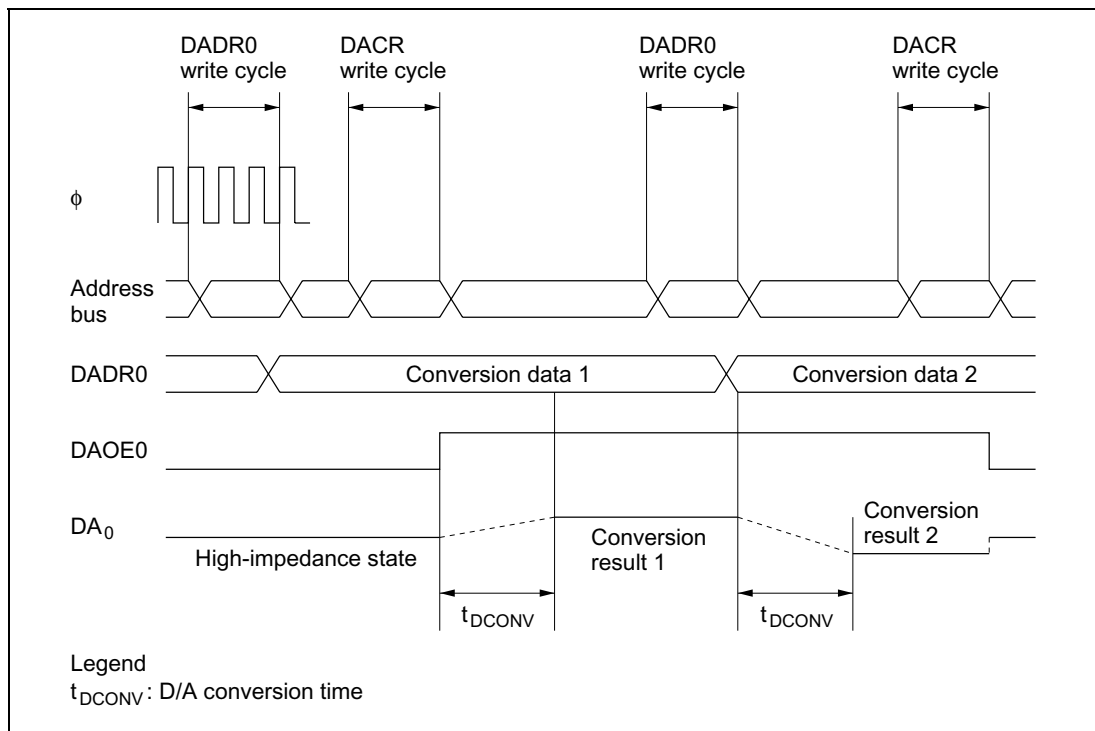 DADR0
write cycle
DACR
write cycle
DADR0
write cycle
DACR
write cycle
ϕ
Address
bus
DADR0
Conversion data 1
Conversion data 2
DAOE0
DA0
High-impedance state
Conversion
result 1
Conversion
result 2
tDCONV
tDCONV
Legend
tDCONV : D/A conversion time